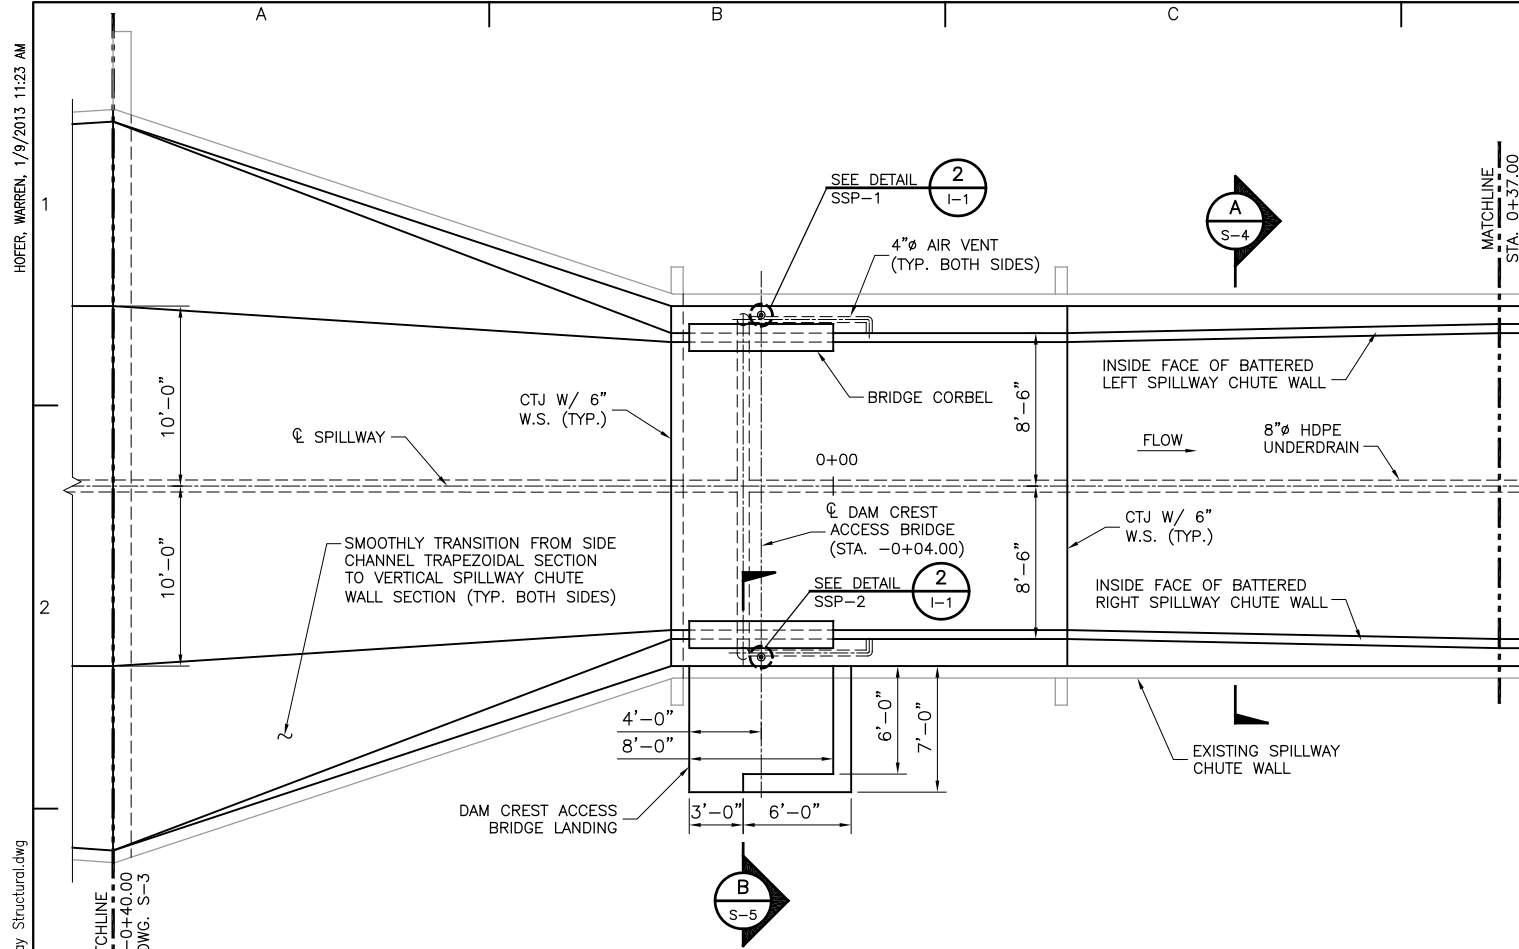 A
B
C
HOFER, WARREN, 1/9/2013 11:23 AM
1
2
SEE DETAIL
SSP-1
2
I-1
4"ø AIR VENT
(TYP. BOTH SIDES)
A
S-4
MATCHLINE
STA. 0+37.00
10'-0"
℄ SPILLWAY
CTJ W/ 6"
W.S. (TYP.)
BRIDGE CORBEL
8'-6"
INSIDE FACE OF BATTERED
LEFT SPILLWAY CHUTE WALL
FLOW
8"ø HDPE
UNDERDRAIN
0+00
℄ DAM CREST
ACCESS BRIDGE
(STA. -0+04.00)
10'-0"
SMOOTHLY TRANSITION FROM SIDE
CHANNEL TRAPEZOIDAL SECTION
TO VERTICAL SPILLWAY CHUTE
WALL SECTION (TYP. BOTH SIDES)
SEE DETAIL
SSP-2
2
I-1
8'-6"
CTJ W/ 6"
W.S. (TYP.)
INSIDE FACE OF BATTERED
RIGHT SPILLWAY CHUTE WALL
4'-0"
8'-0"
6'-0"
7'-0"
EXISTING SPILLWAY
CHUTE WALL
DAM CREST ACCESS
BRIDGE LANDING
3'-0"
6'-0"
B
S-5
-0+40.00
DWG. S-3
Structural.dwg